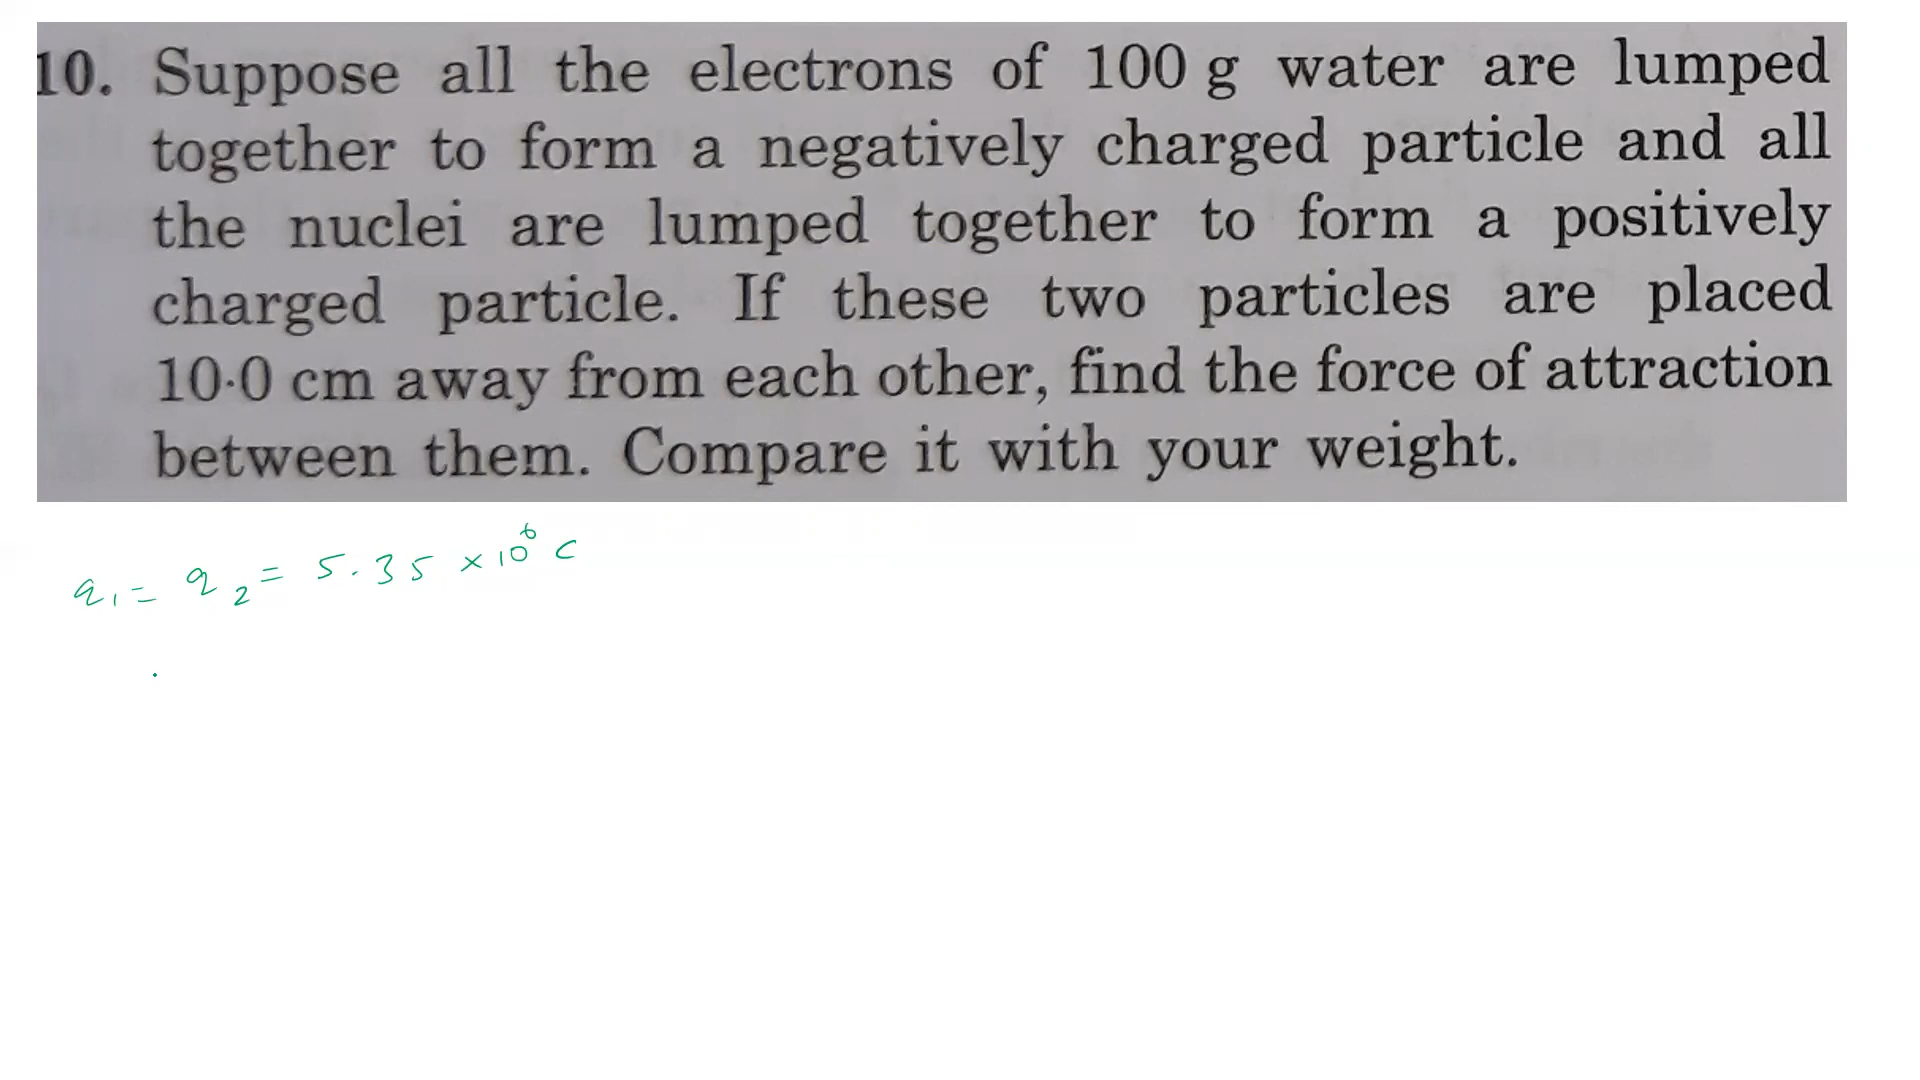 10. Suppose all the electrons of 100 g water are lumped
together to form a negatively charged particle and all
the nuclei are lumped together to form a positively
charged particle. If these two particles are placed
10·0 cm away from each other, find the force of attraction
between them. Compare it with your weight.
q₁ = q₂ = 5.35 × 10⁶ C